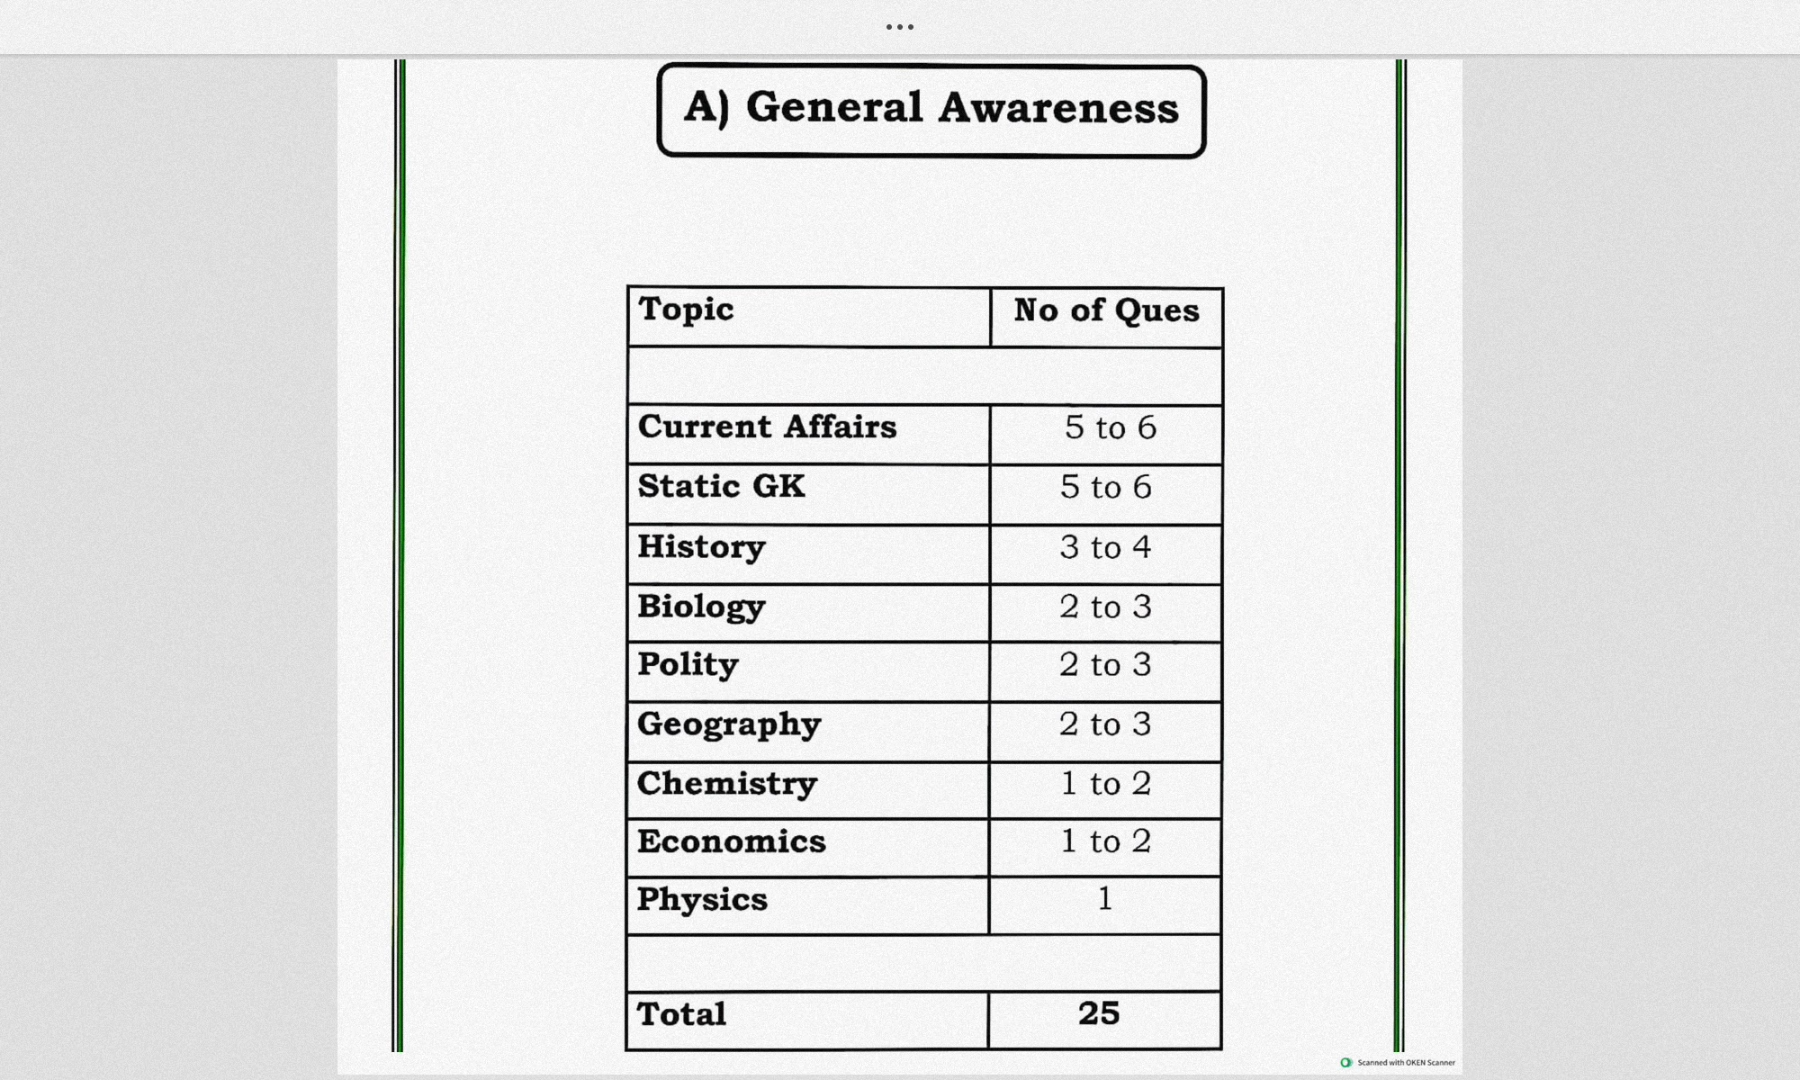 A) General Awareness
Topic No of Ques
Current Affairs 5 to 6
Static GK 5 to 6
History 3 to 4
Biology 2 to 3
Polity 2 to 3
Geography 2 to 3
Chemistry 1 to 2
Economics 1 to 2
Physics 1
Total 25
Scanned with OKEN Scanner